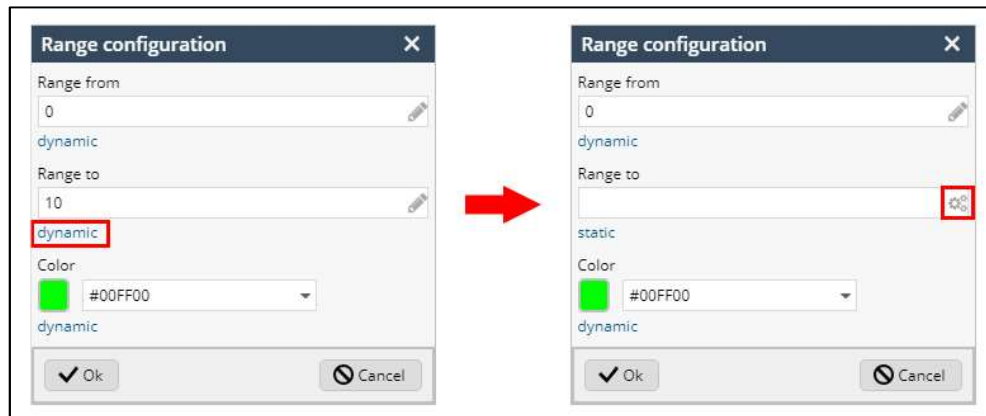 Range configuration
Range from
0
dynamic
Range to
10
dynamic
Color
#00FF00
dynamic
Ok
Cancel
Range configuration
Range from
0
dynamic
Range to
static
Color
#00FF00
dynamic
Ok
Cancel